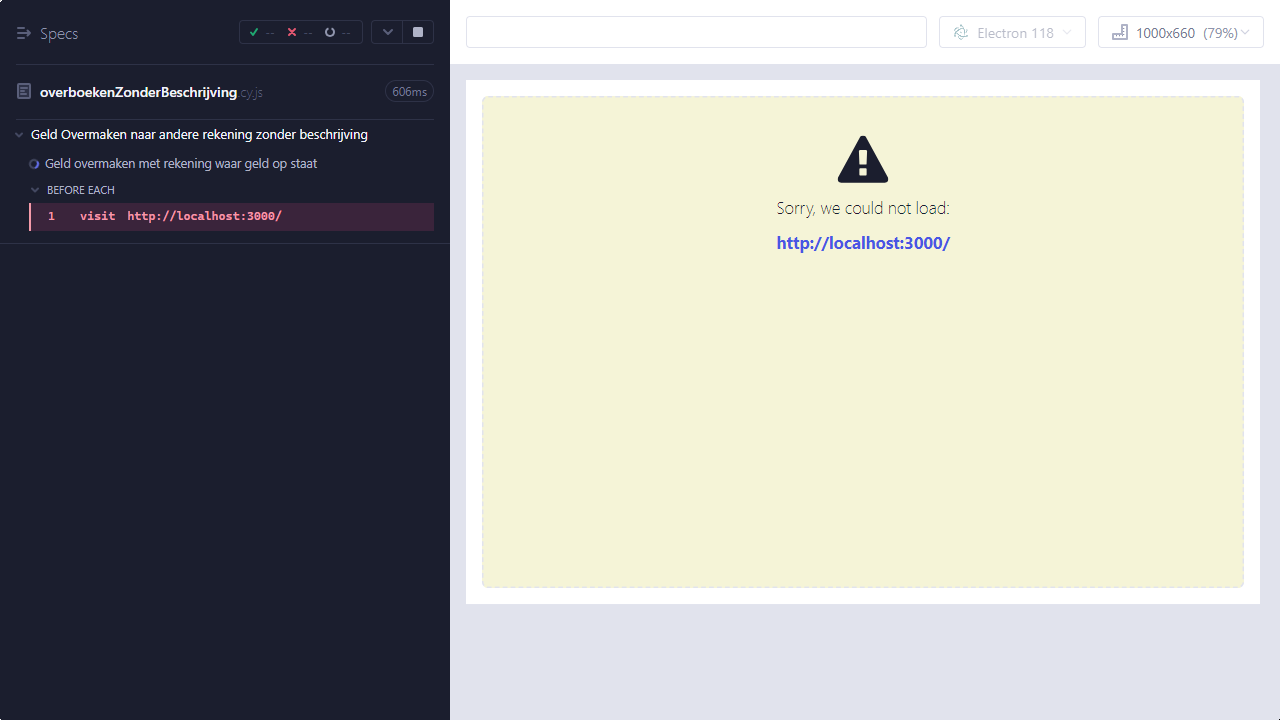 Specs
-- -- --
Electron 118
1000x660 (79%)
overboekenZonderBeschrijving.cy.js
606ms
Geld Overmaken naar andere rekening zonder beschrijving
Geld overmaken met rekening waar geld op staat
BEFORE EACH
1 visit http://localhost:3000/
Sorry, we could not load:
http://localhost:3000/